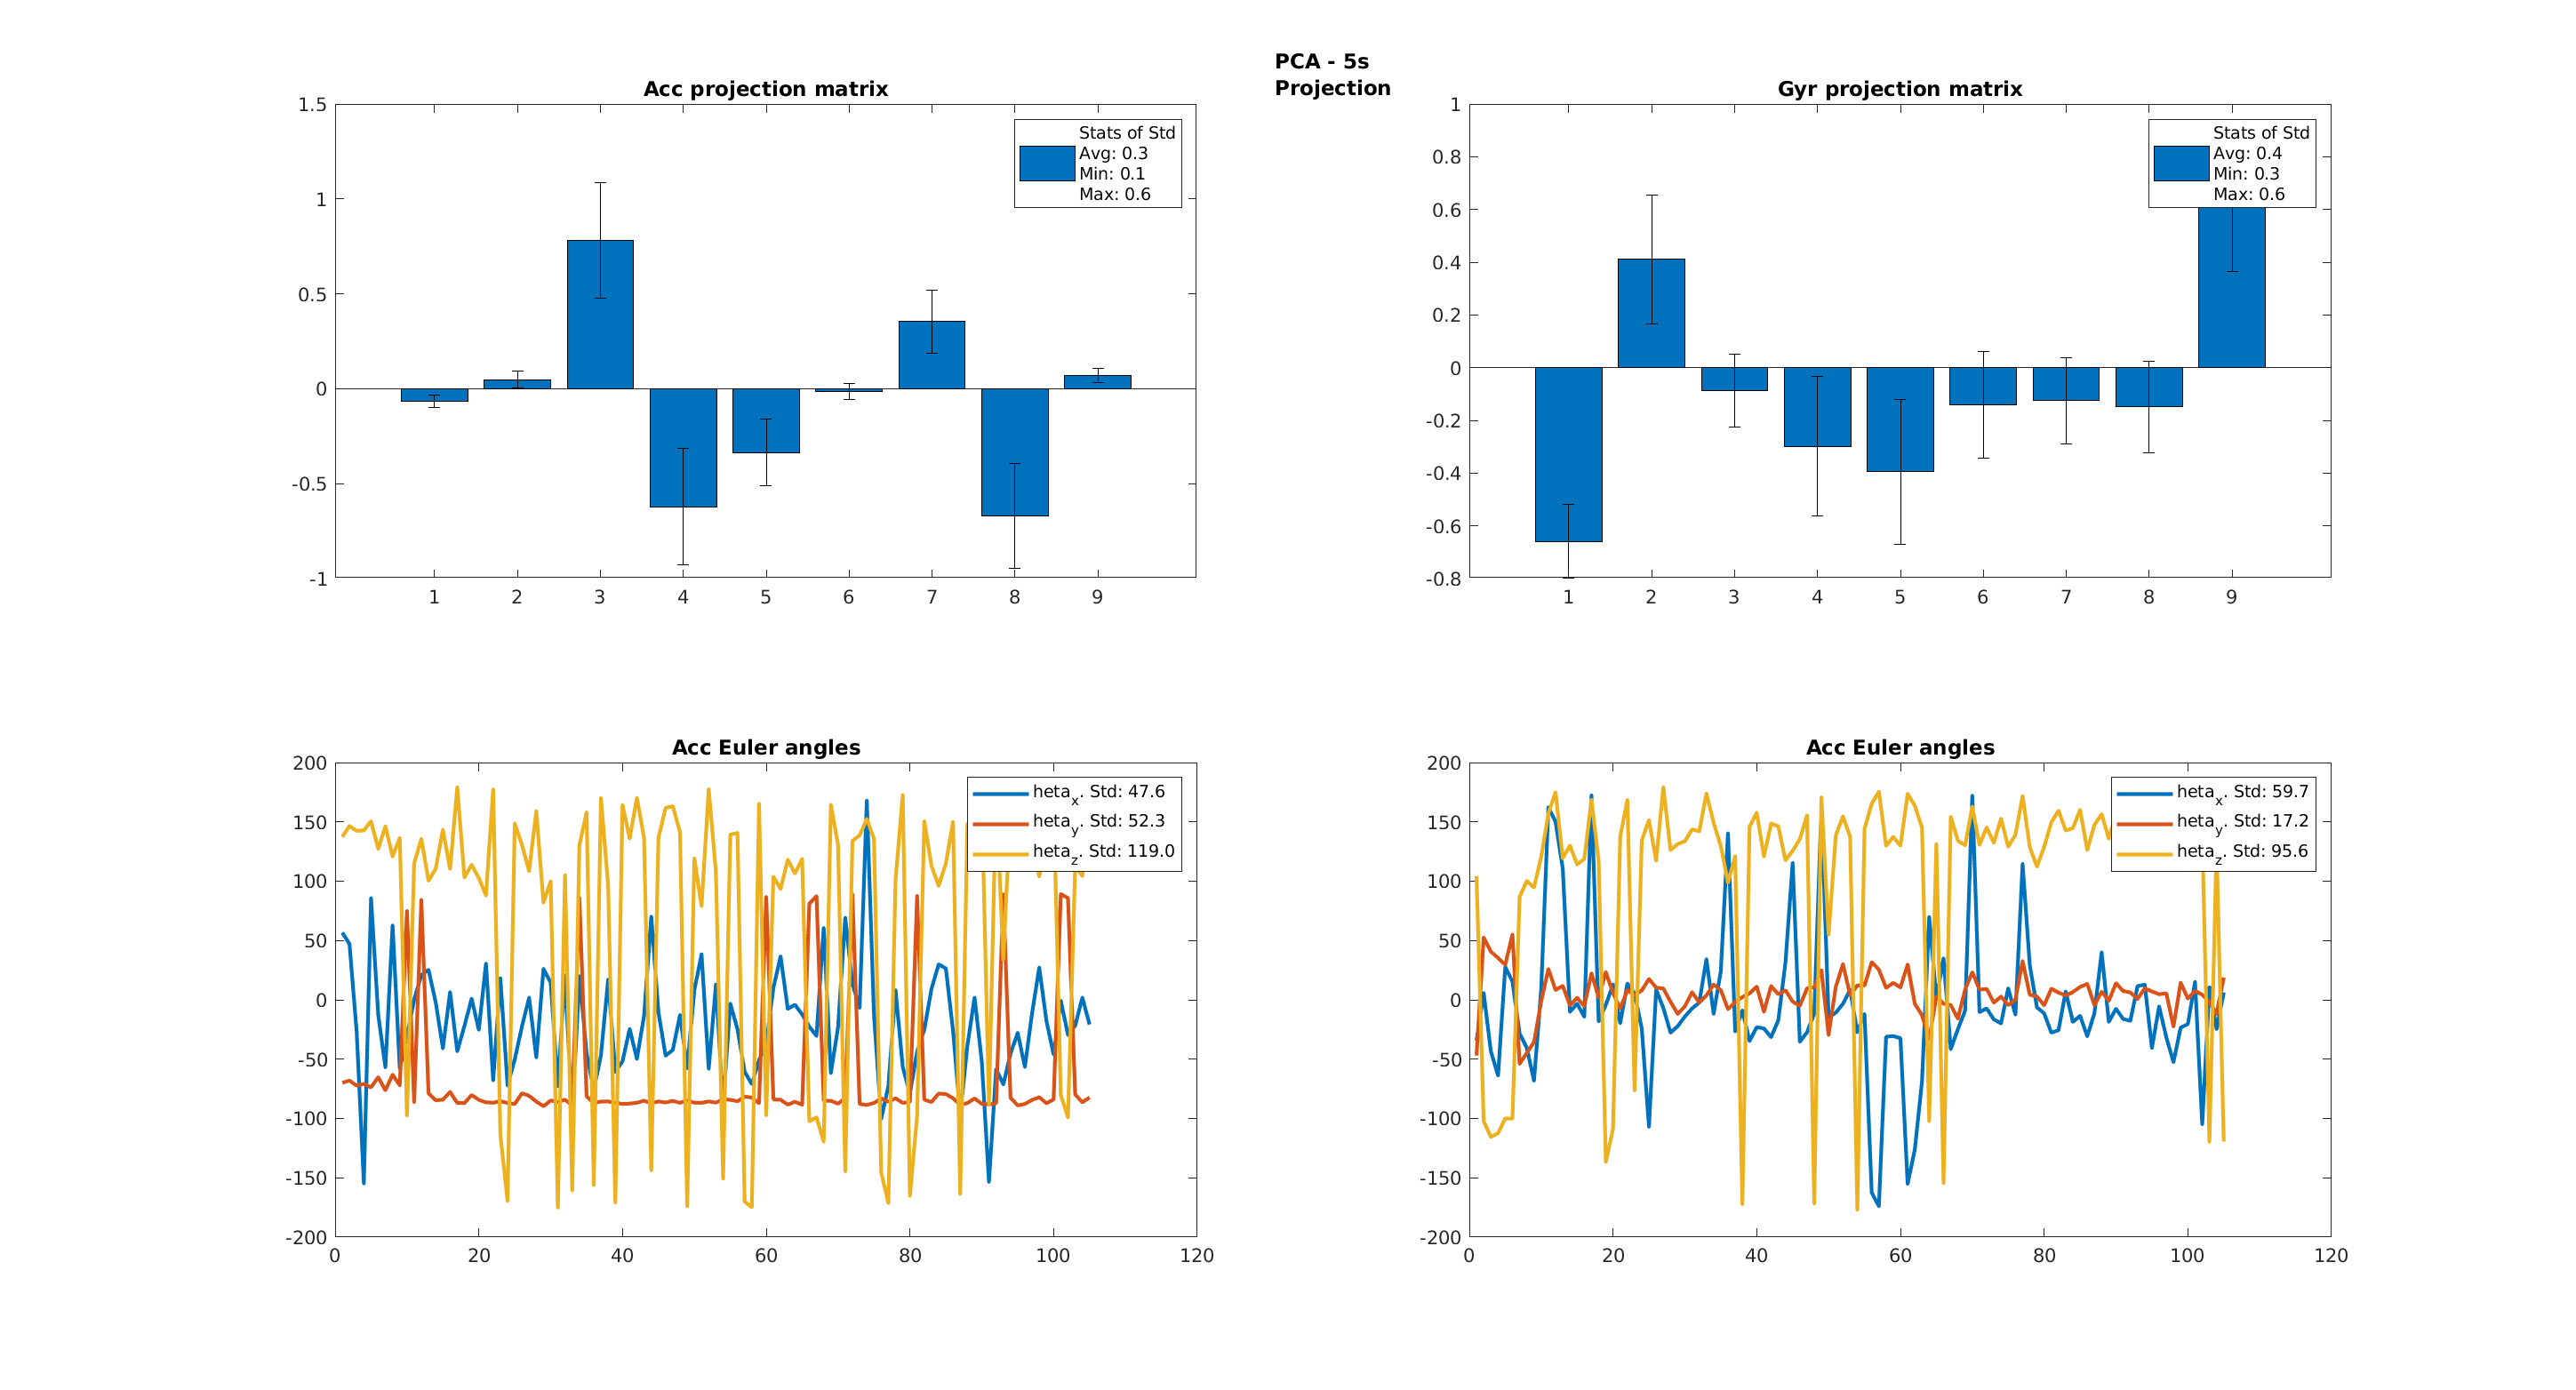 PCA - 5s
Projection
Acc projection matrix
1.5
1
0.5
0
-0.5
-1
1 2 3 4 5 6 7 8 9
Stats of Std
Avg: 0.3
Min: 0.1
Max: 0.6
Gyr projection matrix
1
0.8
0.6
0.4
0.2
0
-0.2
-0.4
-0.6
-0.8
1 2 3 4 5 6 7 8 9
Stats of Std
Avg: 0.4
Min: 0.3
Max: 0.6
Acc Euler angles
200
150
100
50
0
-50
-100
-150
-200
0 20 40 60 80 100 120
heta_x. Std: 47.6
heta_y. Std: 52.3
heta_z. Std: 119.0
Acc Euler angles
200
150
100
50
0
-50
-100
-150
-200
0 20 40 60 80 100 120
heta_x. Std: 59.7
heta_y. Std: 17.2
heta_z. Std: 95.6